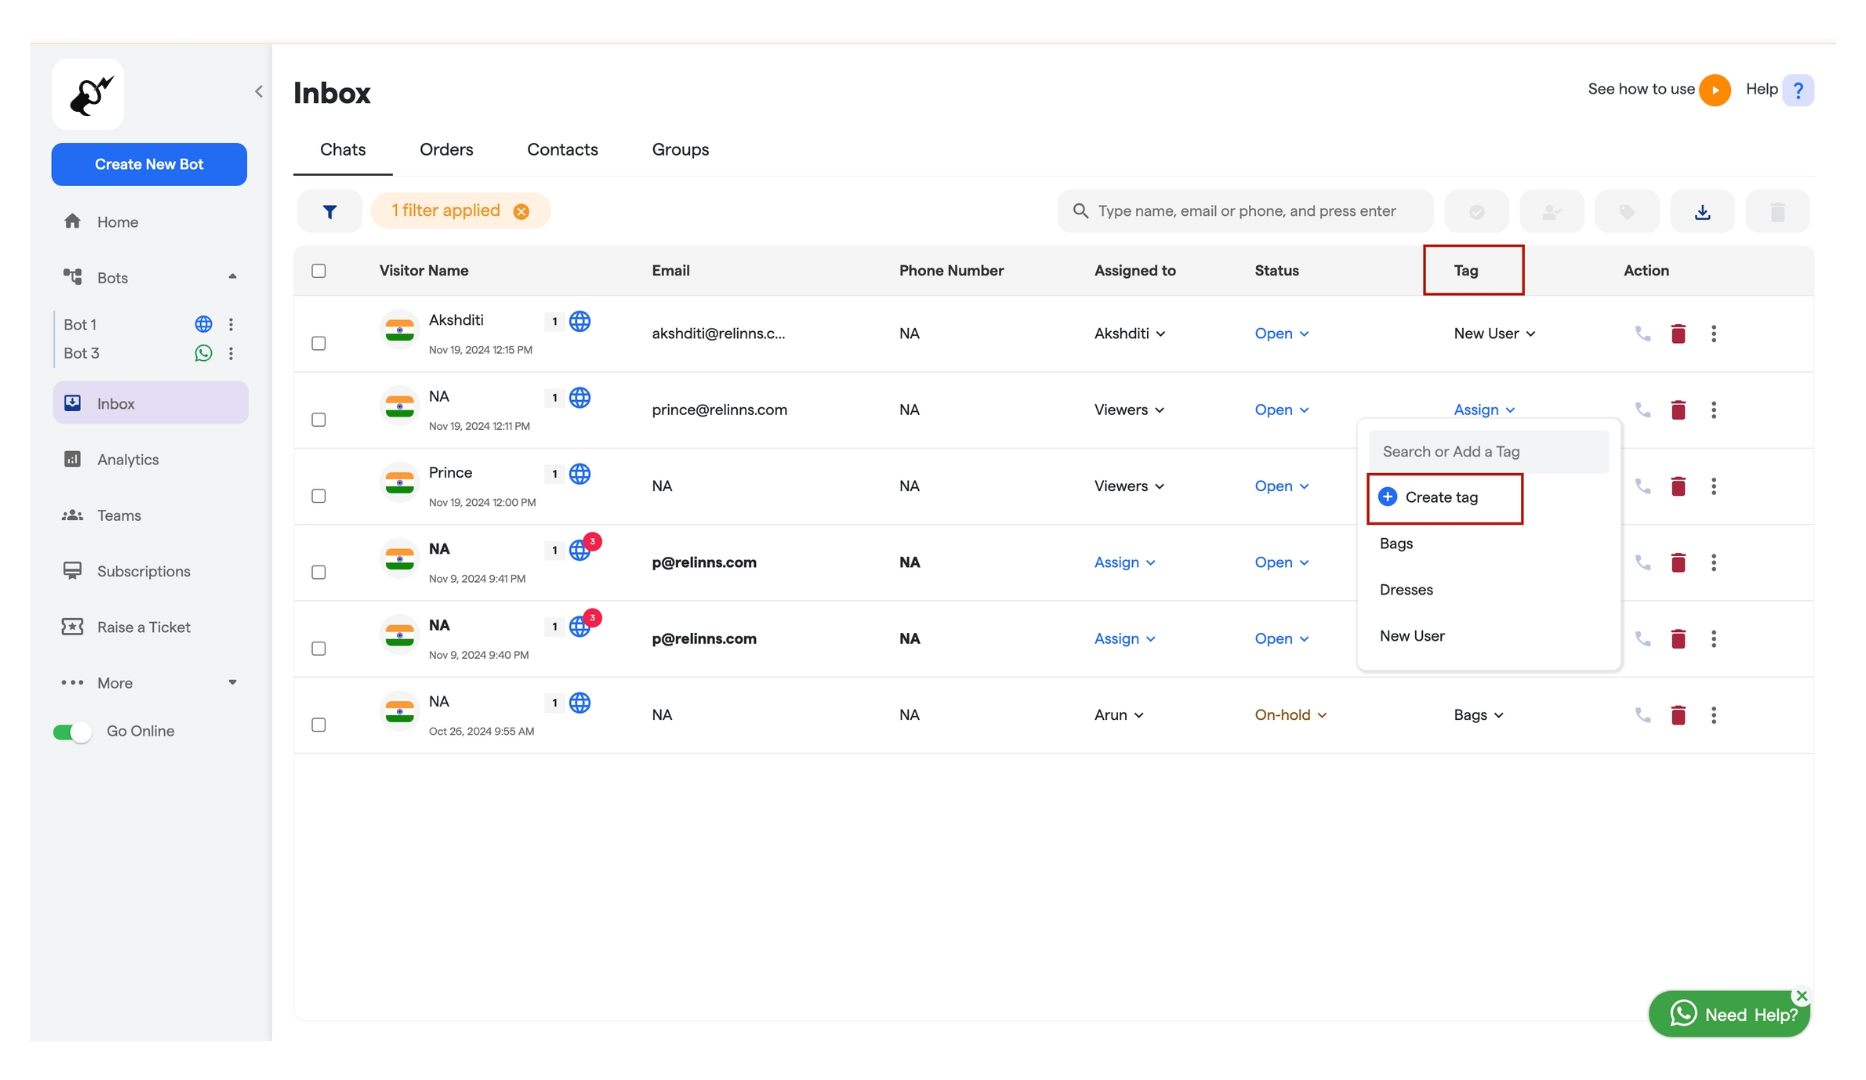 Inbox
See how to use
Help ?
Create New Bot
Chats Orders Contacts Groups
1 filter applied
Type name, email or phone, and press enter
Home
Bots
Bot 1
Bot 3
Inbox
Analytics
Teams
Subscriptions
Raise a Ticket
More
Go Online
Visitor Name Email Phone Number Assigned to Status Tag Action
Akshditi 1
Nov 19, 2024 12:15 PM
akshditi@relinns.c... NA Akshditi Open New User
NA 1
Nov 19, 2024 12:11 PM
prince@relinns.com NA Viewers Open Assign
Search or Add a Tag
Create tag
Bags
Dresses
New User
Prince 1
Nov 19, 2024 12:00 PM
NA NA Viewers Open
NA 1 3
Nov 9, 2024 9:41 PM
p@relinns.com NA Assign Open
NA 1 3
Nov 9, 2024 9:40 PM
p@relinns.com NA Assign Open
NA 1
Oct 26, 2024 9:55 AM
NA NA Arun On-hold Bags
Need Help?